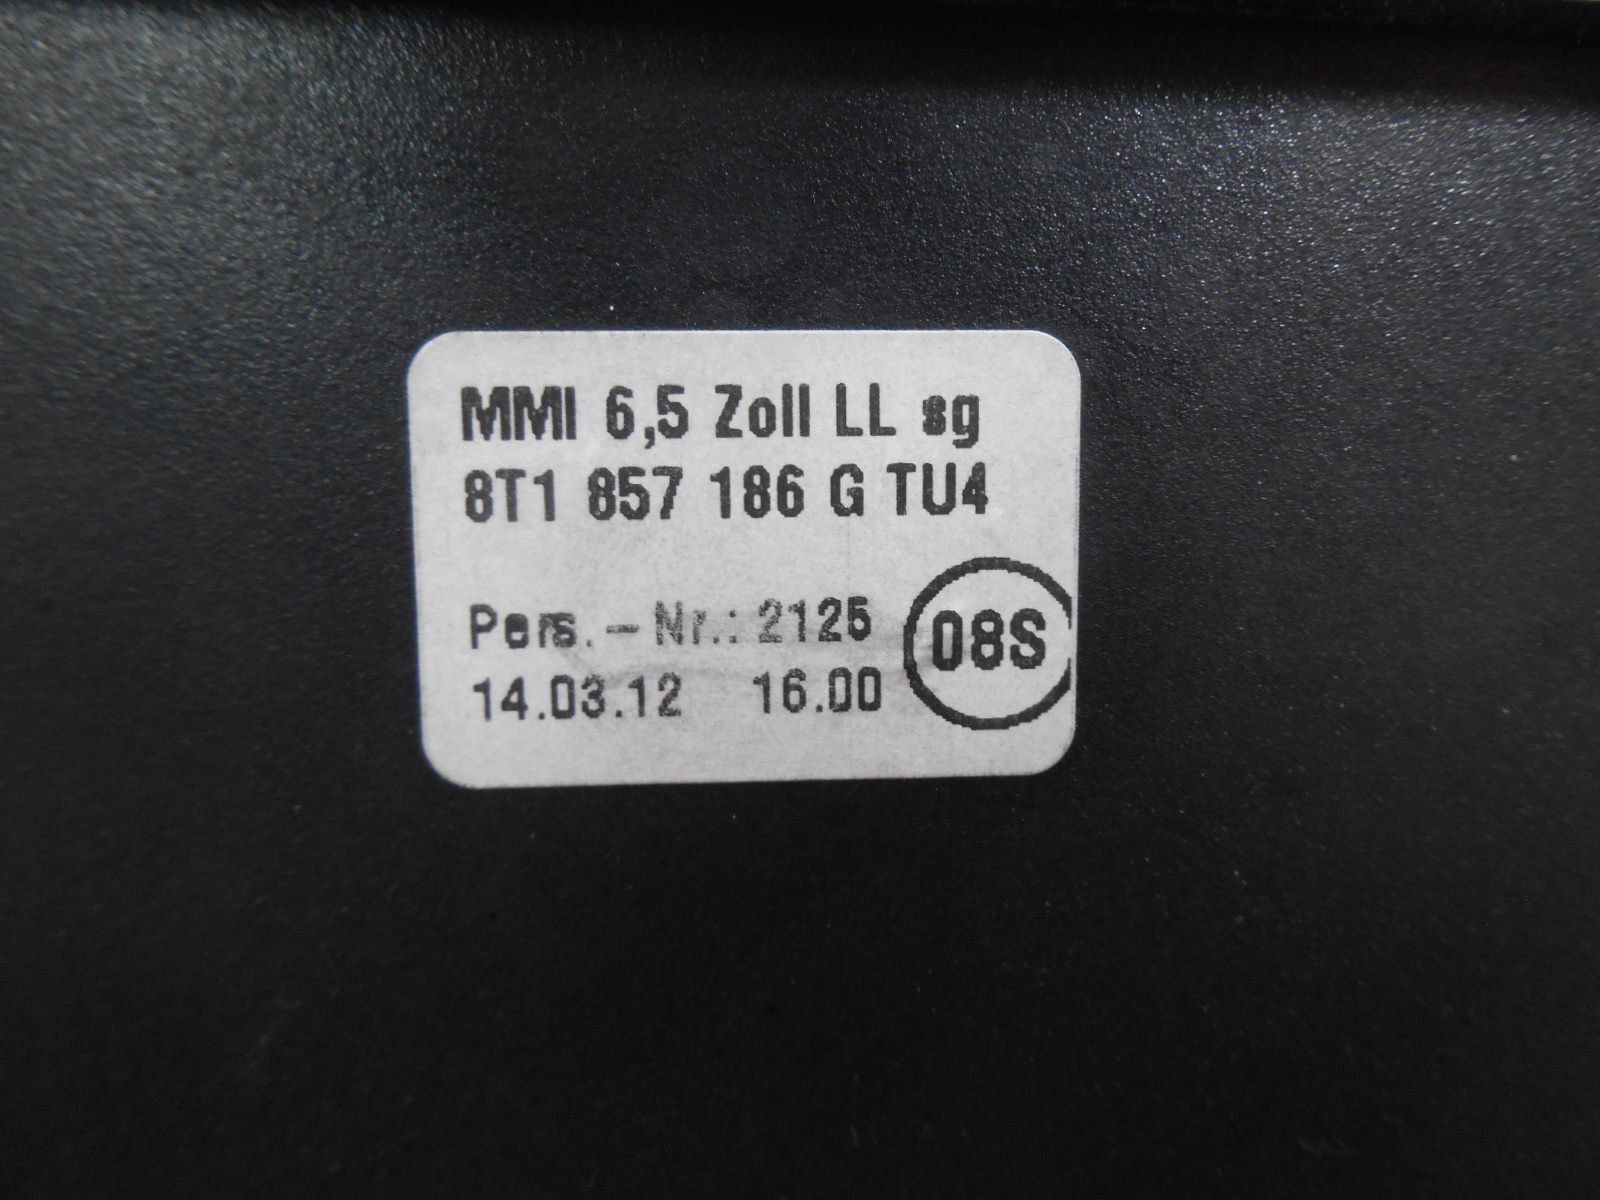 MMI 6,5 Zoll LL sg
8T1 857 186 G TU4
Pers.-Nr.: 2125
14.03.12 16.00
08S